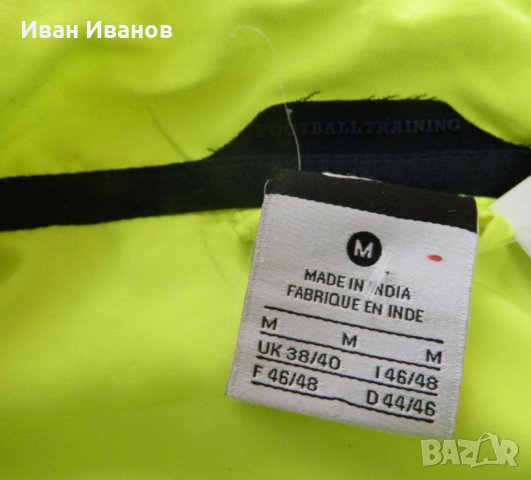 Иван Иванов
FOOTBALL TRAINING
M
MADE IN INDIA
FABRIQUE EN INDE
M M M
UK 38/40 I 46/48
F 46/48 D 44/46
BAZAR